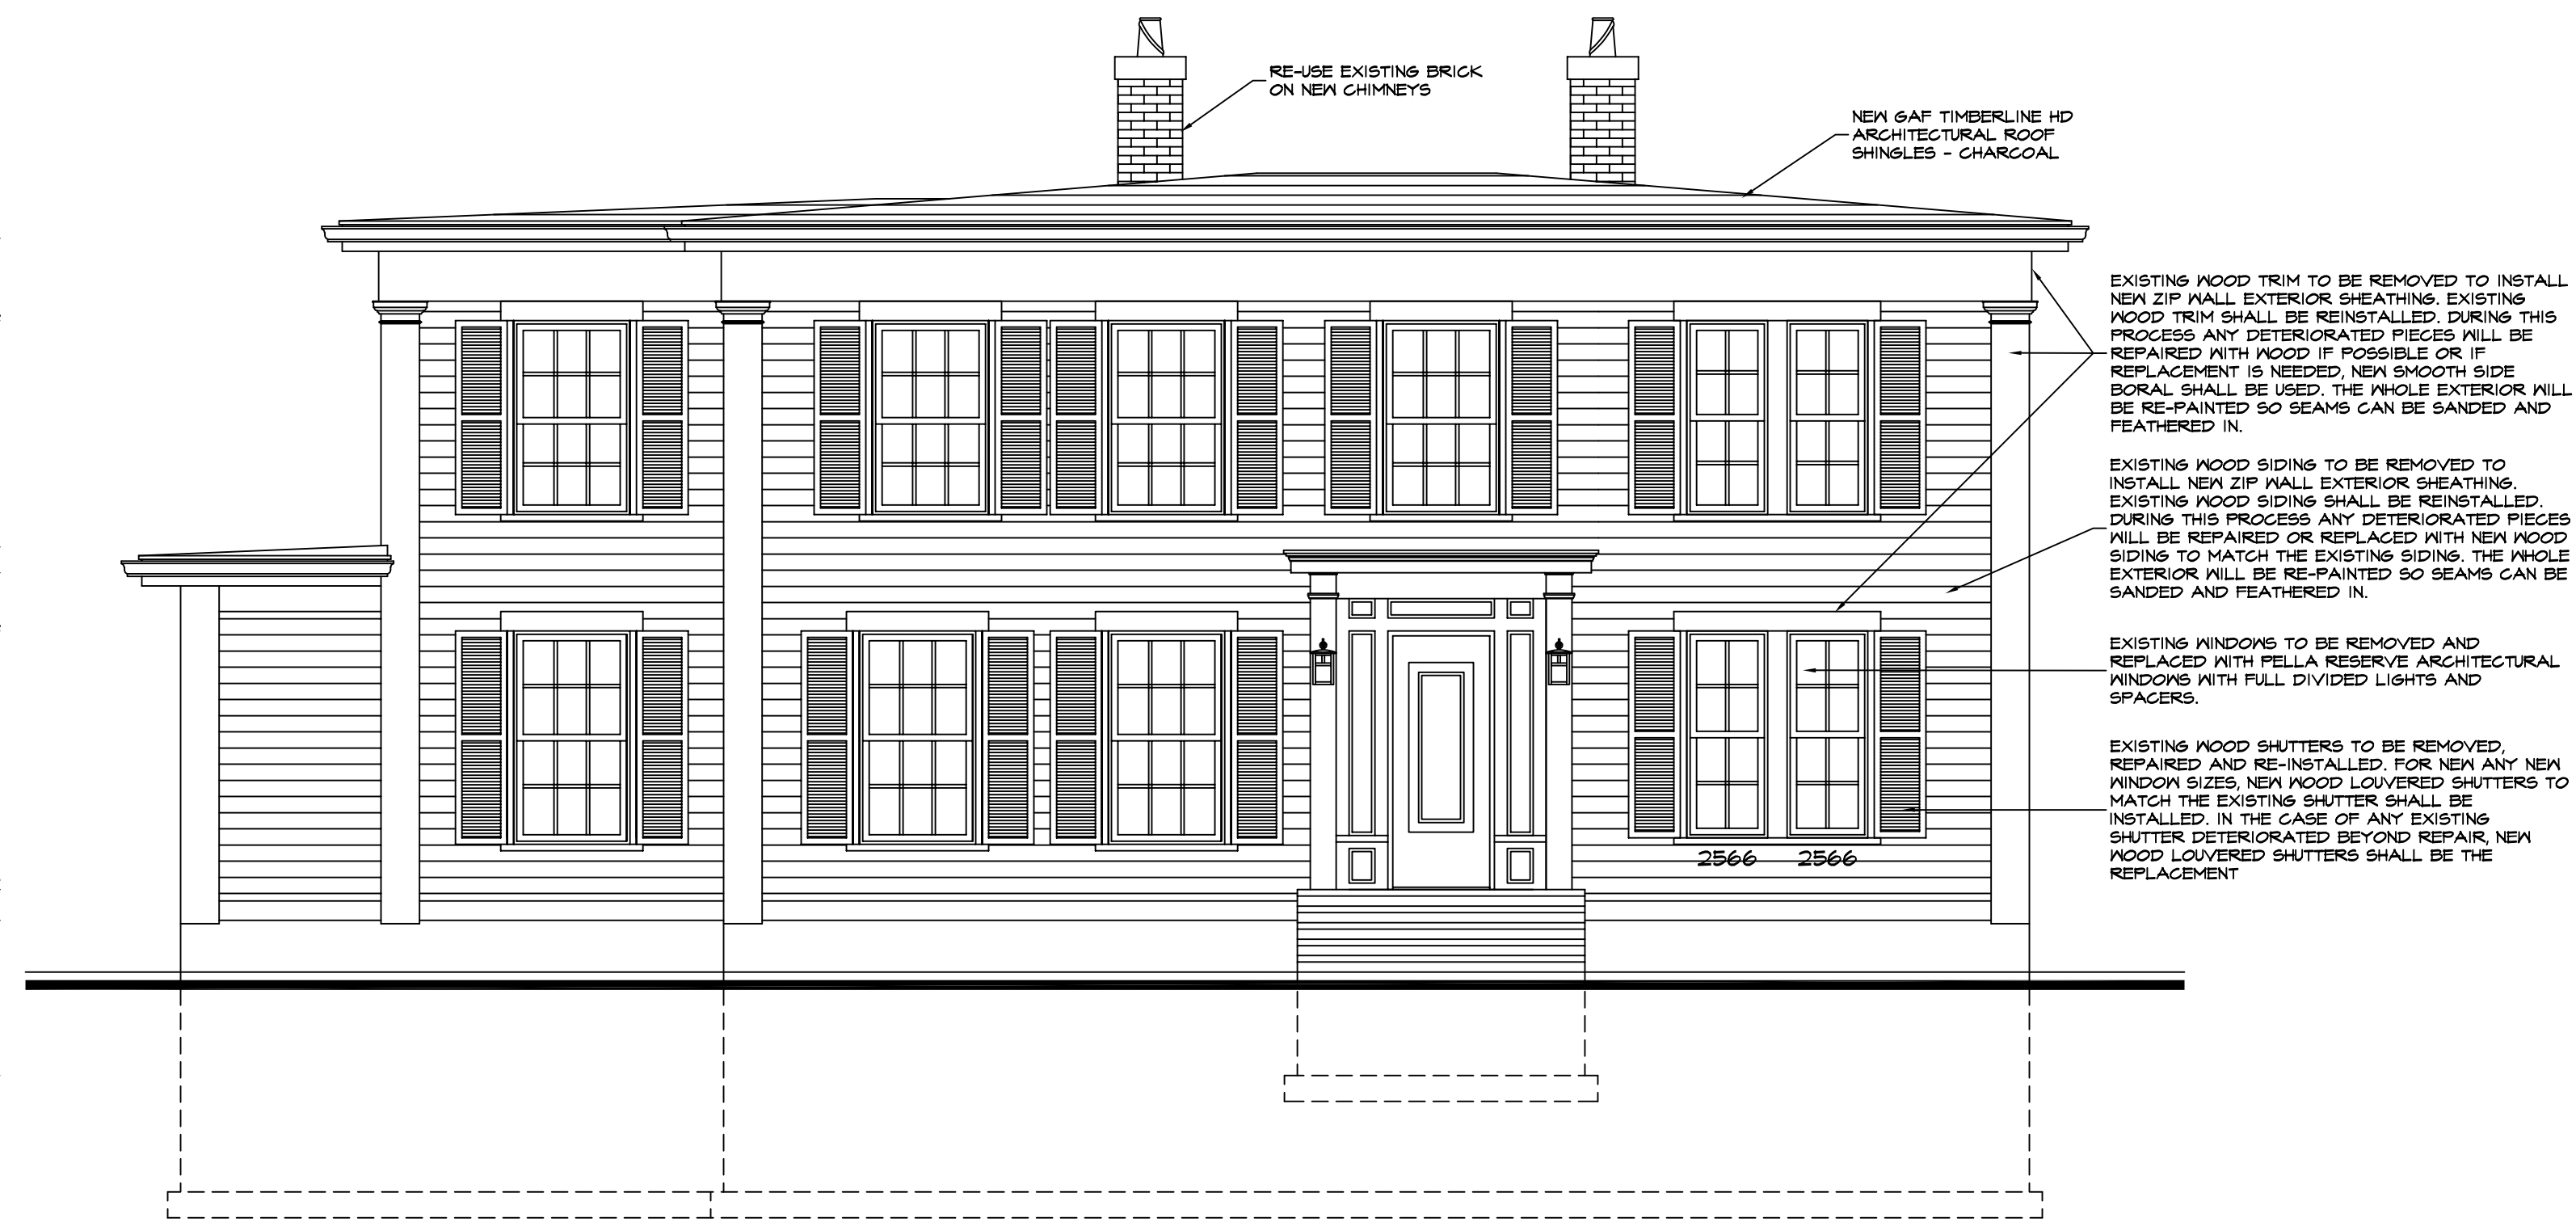 RE-USE EXISTING BRICK
ON NEW CHIMNEYS
NEW GAF TIMBERLINE HD
ARCHITECTURAL ROOF
SHINGLES - CHARCOAL
EXISTING WOOD TRIM TO BE REMOVED TO INSTALL
NEW ZIP WALL EXTERIOR SHEATHING. EXISTING
WOOD TRIM SHALL BE REINSTALLED. DURING THIS
PROCESS ANY DETERIORATED PIECES WILL BE
REPAIRED WITH WOOD IF POSSIBLE OR IF
REPLACEMENT IS NEEDED, NEW SMOOTH SIDE
BORAL SHALL BE USED. THE WHOLE EXTERIOR WILL
BE RE-PAINTED SO SEAMS CAN BE SANDED AND
FEATHERED IN.
EXISTING WOOD SIDING TO BE REMOVED TO
INSTALL NEW ZIP WALL EXTERIOR SHEATHING.
EXISTING WOOD SIDING SHALL BE REINSTALLED.
DURING THIS PROCESS ANY DETERIORATED PIECES
WILL BE REPAIRED OR REPLACED WITH NEW WOOD
SIDING TO MATCH THE EXISTING SIDING. THE WHOLE
EXTERIOR WILL BE RE-PAINTED SO SEAMS CAN BE
SANDED AND FEATHERED IN.
EXISTING WINDOWS TO BE REMOVED AND
REPLACED WITH PELLA RESERVE ARCHITECTURAL
WINDOWS WITH FULL DIVIDED LIGHTS AND
SPACERS.
EXISTING WOOD SHUTTERS TO BE REMOVED,
REPAIRED AND RE-INSTALLED. FOR NEW ANY NEW
WINDOW SIZES, NEW WOOD LOUVERED SHUTTERS TO
MATCH THE EXISTING SHUTTER SHALL BE
INSTALLED. IN THE CASE OF ANY EXISTING
SHUTTER DETERIORATED BEYOND REPAIR, NEW
WOOD LOUVERED SHUTTERS SHALL BE THE
REPLACEMENT
2566 2566